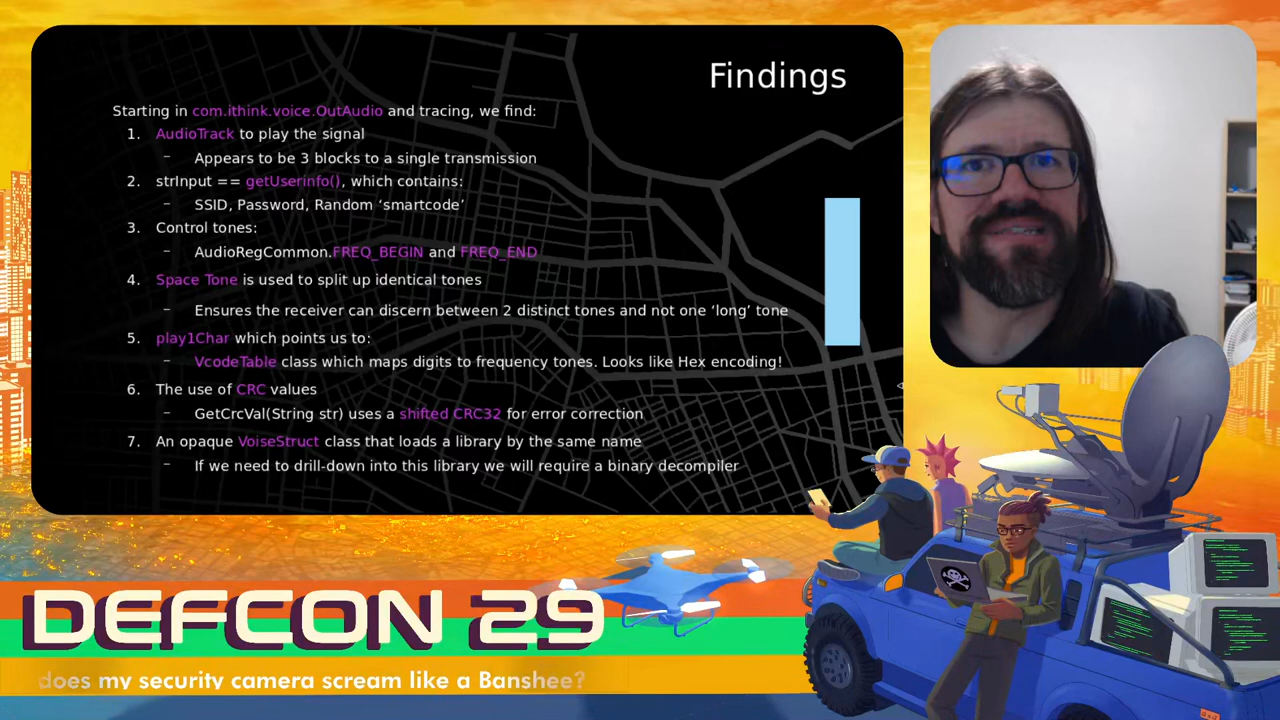 Findings
Starting in com.ithink.voice.OutAudio and tracing, we find:
1. AudioTrack to play the signal
– Appears to be 3 blocks to a single transmission
2. strInput == getUserinfo(), which contains:
– SSID, Password, Random ‘smartcode’
3. Control tones:
– AudioRegCommon.FREQ_BEGIN and FREQ_END
4. Space Tone is used to split up identical tones
– Ensures the receiver can discern between 2 distinct tones and not one ‘long’ tone
5. play1Char which points us to:
– VcodeTable class which maps digits to frequency tones. Looks like Hex encoding!
6. The use of CRC values
– GetCrcVal(String str) uses a shifted CRC32 for error correction
7. An opaque VoiseStruct class that loads a library by the same name
– If we need to drill-down into this library we will require a binary decompiler
DEFCON 29
does my security camera scream like a Banshee?